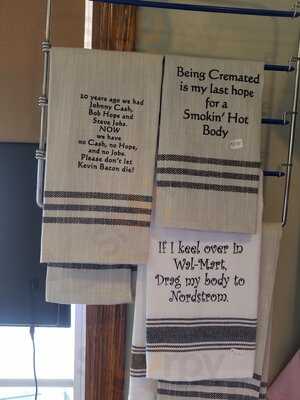 20 years ago we had
Johnny Cash,
Bob Hope and
Steve Jobs.
NOW
we have
no Cash, no Hope,
and no Jobs.
Please don't let
Kevin Bacon die!
Being Cremated
is my last hope
for a
Smokin' Hot
Body
If I keel over in
Wal-Mart,
Drag my body to
Nordstrom.